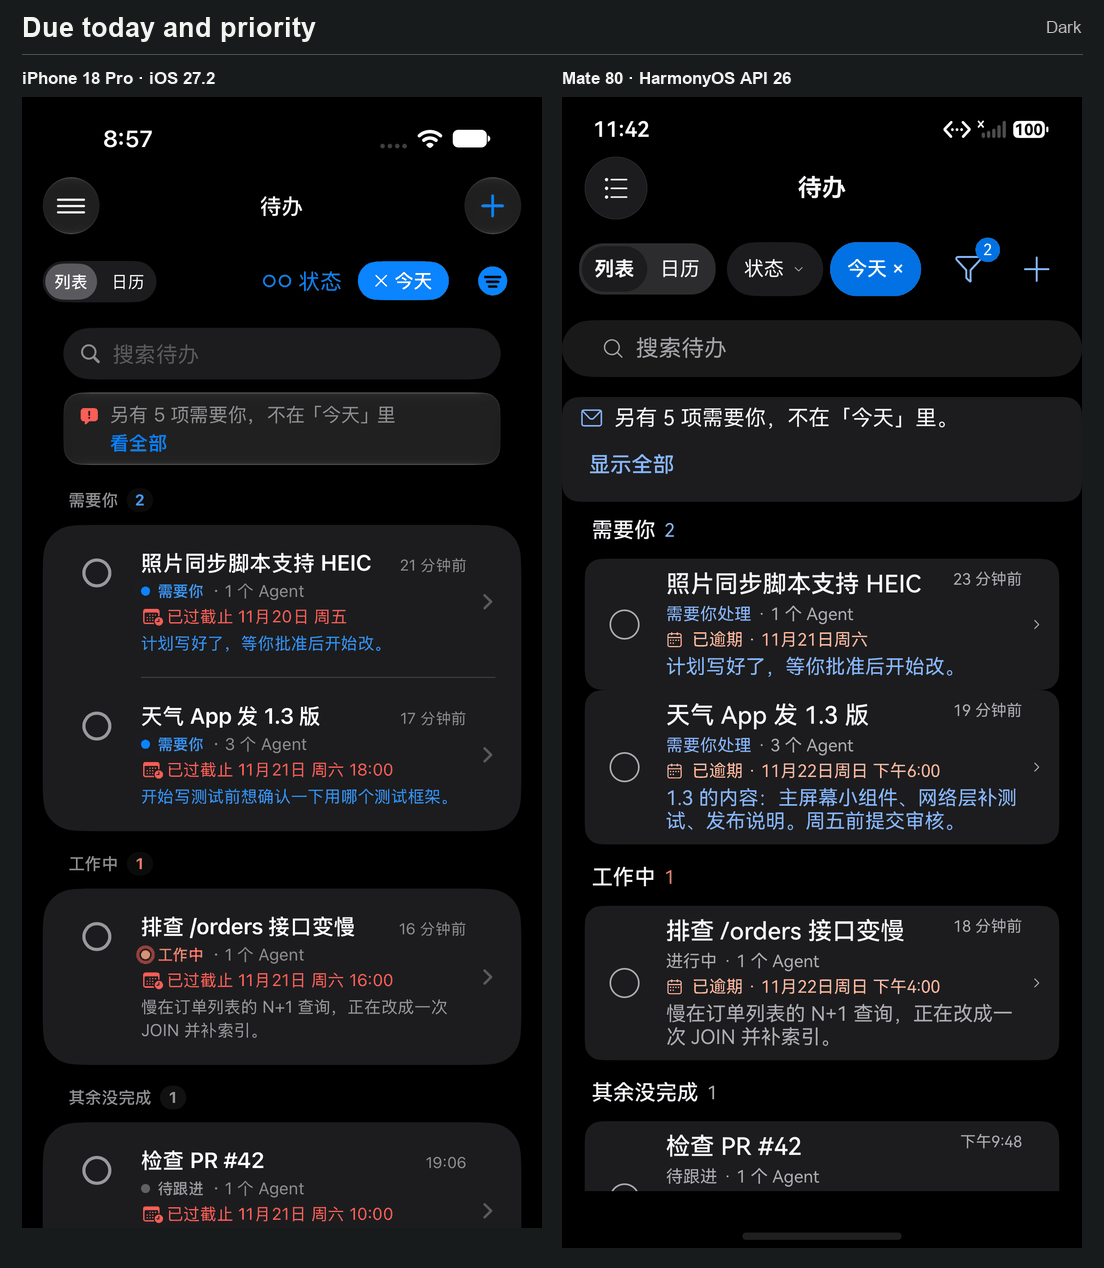 Due today and priority
Dark
iPhone 18 Pro · iOS 27.2
8:57
待办
列表
日历
状态
× 今天
搜索待办
另有 5 项需要你，不在「今天」里
看全部
需要你 2
照片同步脚本支持 HEIC
21 分钟前
需要你 · 1 个 Agent
已过截止 11月20日 周五
计划写好了，等你批准后开始改。
天气 App 发 1.3 版
17 分钟前
需要你 · 3 个 Agent
已过截止 11月21日 周六 18:00
开始写测试前想确认一下用哪个测试框架。
工作中 1
排查 /orders 接口变慢
16 分钟前
工作中 · 1 个 Agent
已过截止 11月21日 周六 16:00
慢在订单列表的 N+1 查询，正在改成一次
JOIN 并补索引。
其余没完成 1
检查 PR #42
19:06
待跟进 · 1 个 Agent
已过截止 11月21日 周六 10:00
Mate 80 · HarmonyOS API 26
11:42
100
待办
列表
日历
状态
今天 ×
2
搜索待办
另有 5 项需要你，不在「今天」里。
显示全部
需要你 2
照片同步脚本支持 HEIC
23 分钟前
需要你处理 · 1 个 Agent
已逾期 · 11月21日周六
计划写好了，等你批准后开始改。
天气 App 发 1.3 版
19 分钟前
需要你处理 · 3 个 Agent
已逾期 · 11月22日周日 下午6:00
1.3 的内容：主屏幕小组件、网络层补测
试、发布说明。周五前提交审核。
工作中 1
排查 /orders 接口变慢
18 分钟前
进行中 · 1 个 Agent
已逾期 · 11月22日周日 下午4:00
慢在订单列表的 N+1 查询，正在改成一
次 JOIN 并补索引。
其余没完成 1
检查 PR #42
下午9:48
待跟进 · 1 个 Agent